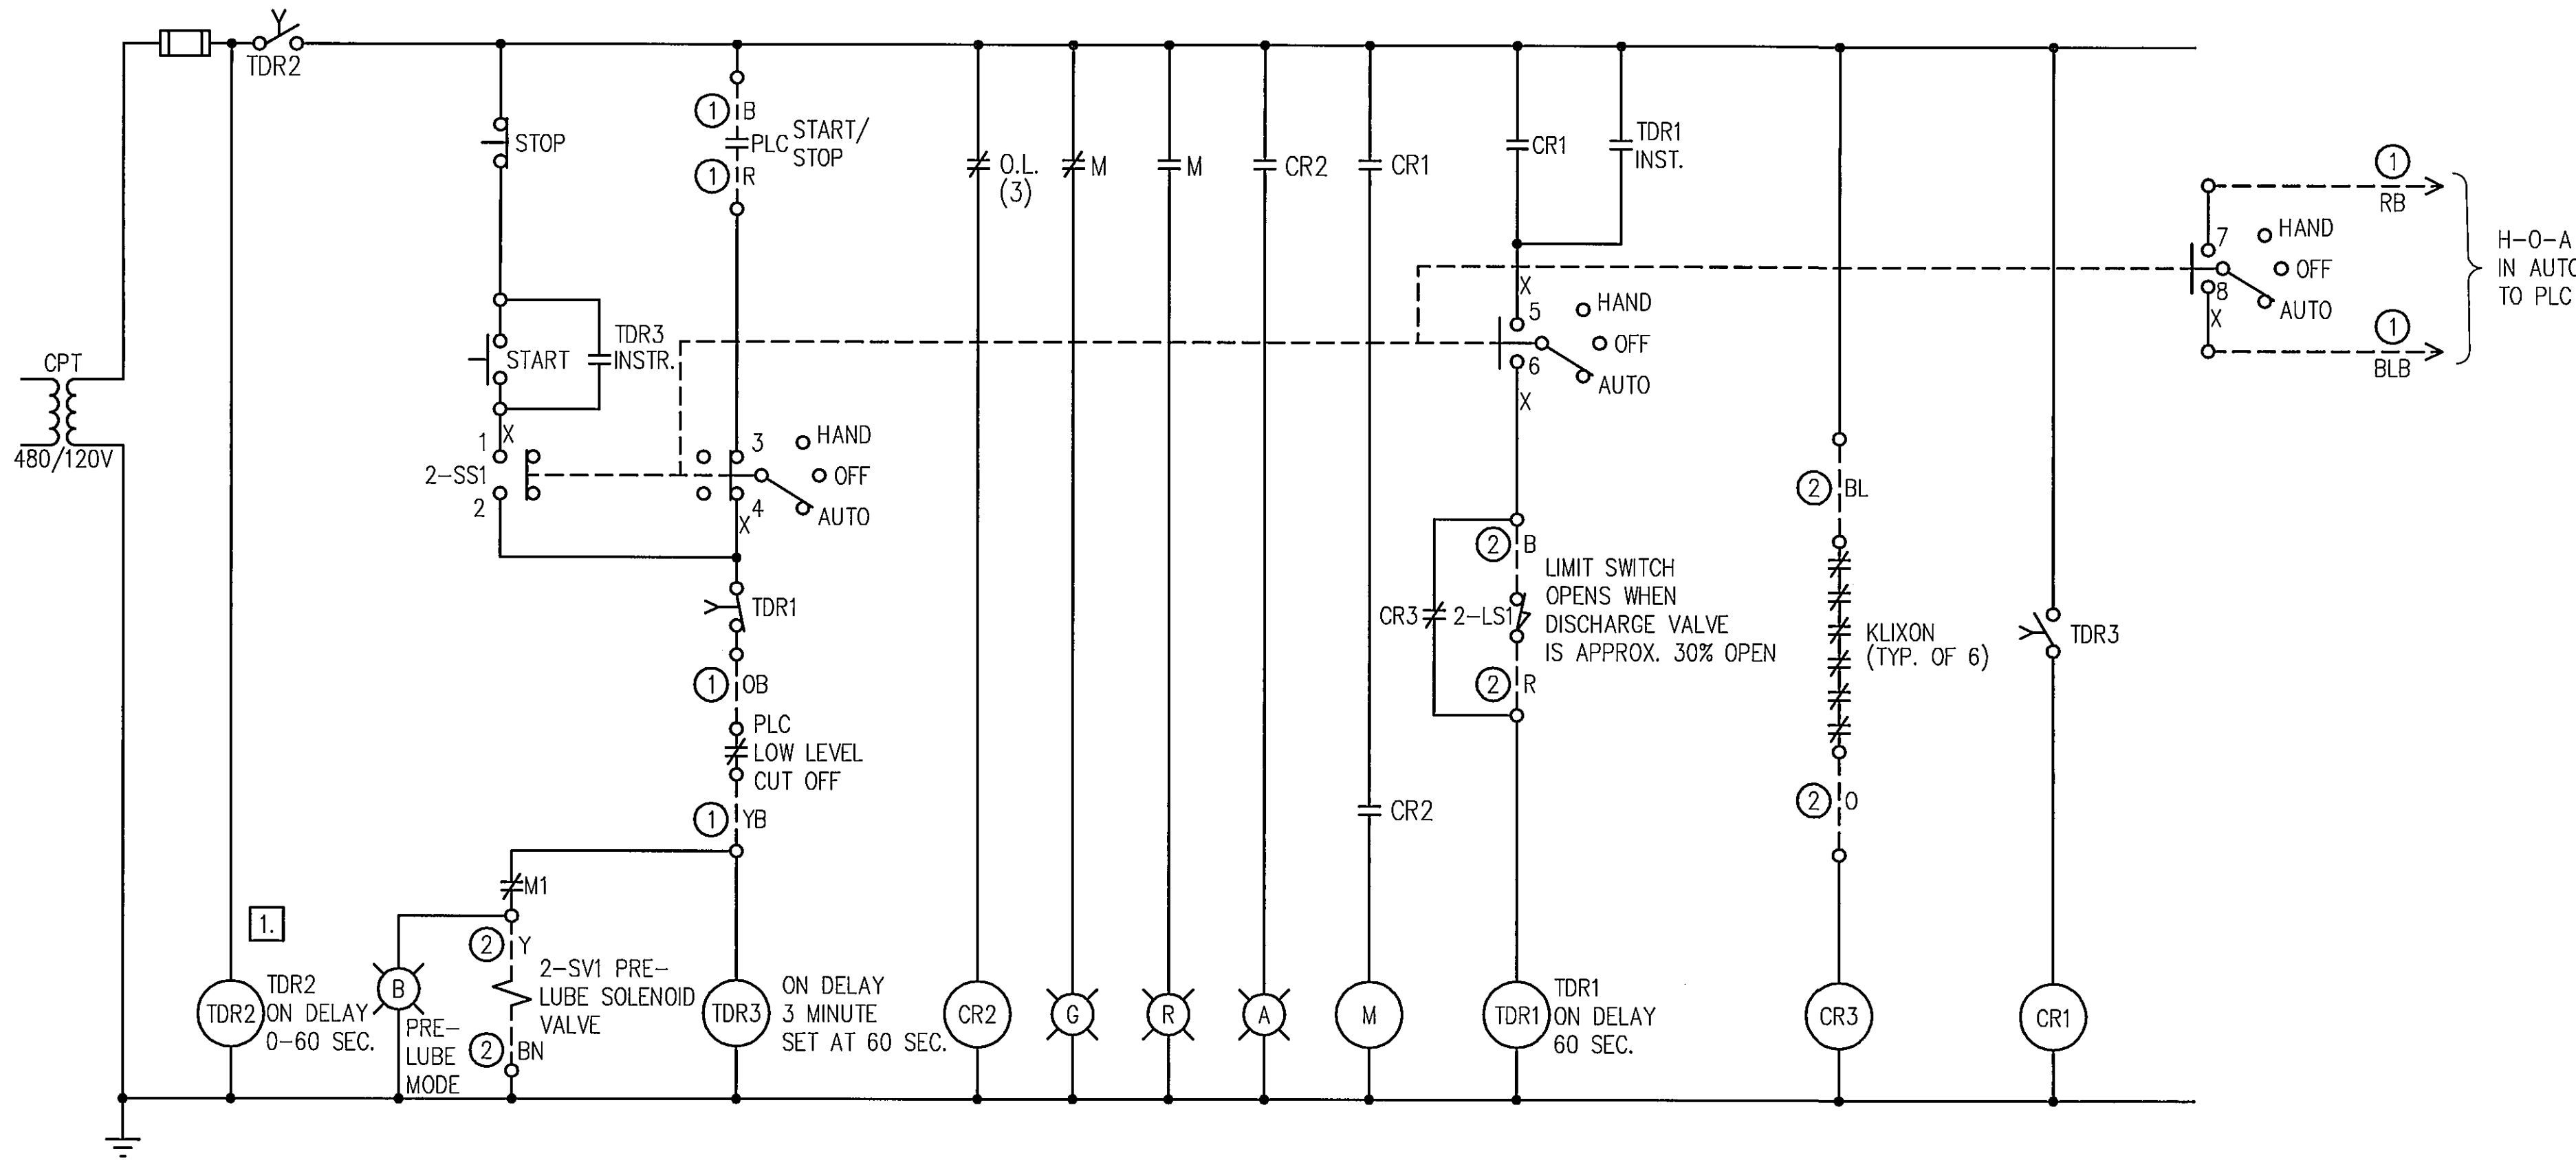 TDR2
STOP
1
B
PLC
START/
STOP
1
R
O.L.
(3)
M
M
CR2
CR1
CR1
TDR1
INST.
1
RB
7
HAND
OFF
8
AUTO
X
1
BLB
H-O-A
IN AUTO
TO PLC
X
5
HAND
OFF
6
AUTO
X
CPT
480/120V
START
TDR3
INSTR.
X
1
2-SS1
2
3
HAND
OFF
4
AUTO
X
TDR1
1
OB
PLC
LOW LEVEL
CUT OFF
1
YB
CR2
2
B
CR3
2-LS1
LIMIT SWITCH
OPENS WHEN
DISCHARGE VALVE
IS APPROX. 30% OPEN
2
R
2
BL
KLIXON
(TYP. OF 6)
2
O
TDR3
M1
1.
2
Y
2-SV1 PRE-
LUBE SOLENOID
VALVE
2
BN
TDR2
TDR2
ON DELAY
0-60 SEC.
B
PRE-
LUBE
MODE
TDR3
ON DELAY
3 MINUTE
SET AT 60 SEC.
CR2
G
R
A
M
TDR1
TDR1
ON DELAY
60 SEC.
CR3
CR1